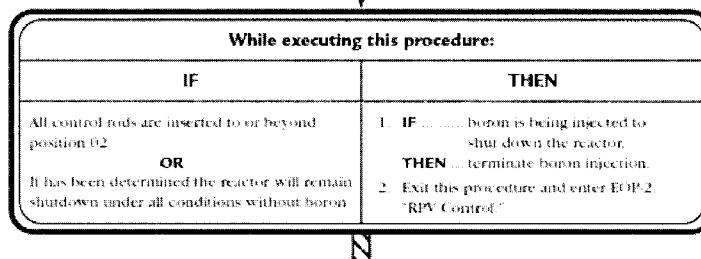 While executing this procedure:
IF
THEN
All control rods are inserted to or beyond
position 02
OR
It has been determined the reactor will remain
shutdown under all conditions without boron
1. IF ......... boron is being injected to
shut down the reactor,
THEN ... terminate boron injection.
2. Exit this procedure and enter EOP-2
"RPV Control."